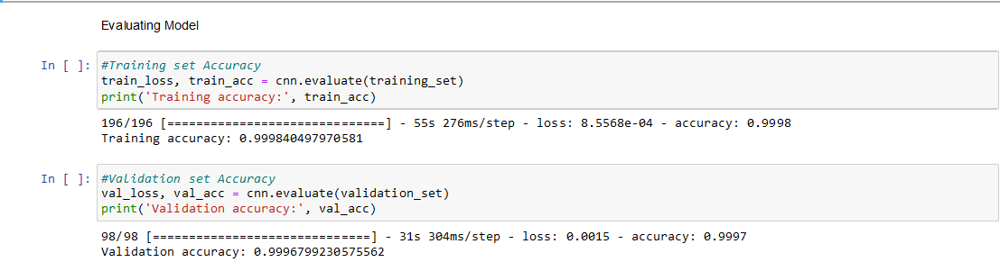 Evaluating Model
In [ ]: #Training set Accuracy
train_loss, train_acc = cnn.evaluate(training_set)
print('Training accuracy:', train_acc)
196/196 [==============================] - 55s 276ms/step - loss: 8.5568e-04 - accuracy: 0.9998
Training accuracy: 0.999840497970581
In [ ]: #Validation set Accuracy
val_loss, val_acc = cnn.evaluate(validation_set)
print('Validation accuracy:', val_acc)
98/98 [==============================] - 31s 304ms/step - loss: 0.0015 - accuracy: 0.9997
Validation accuracy: 0.9996799230575562